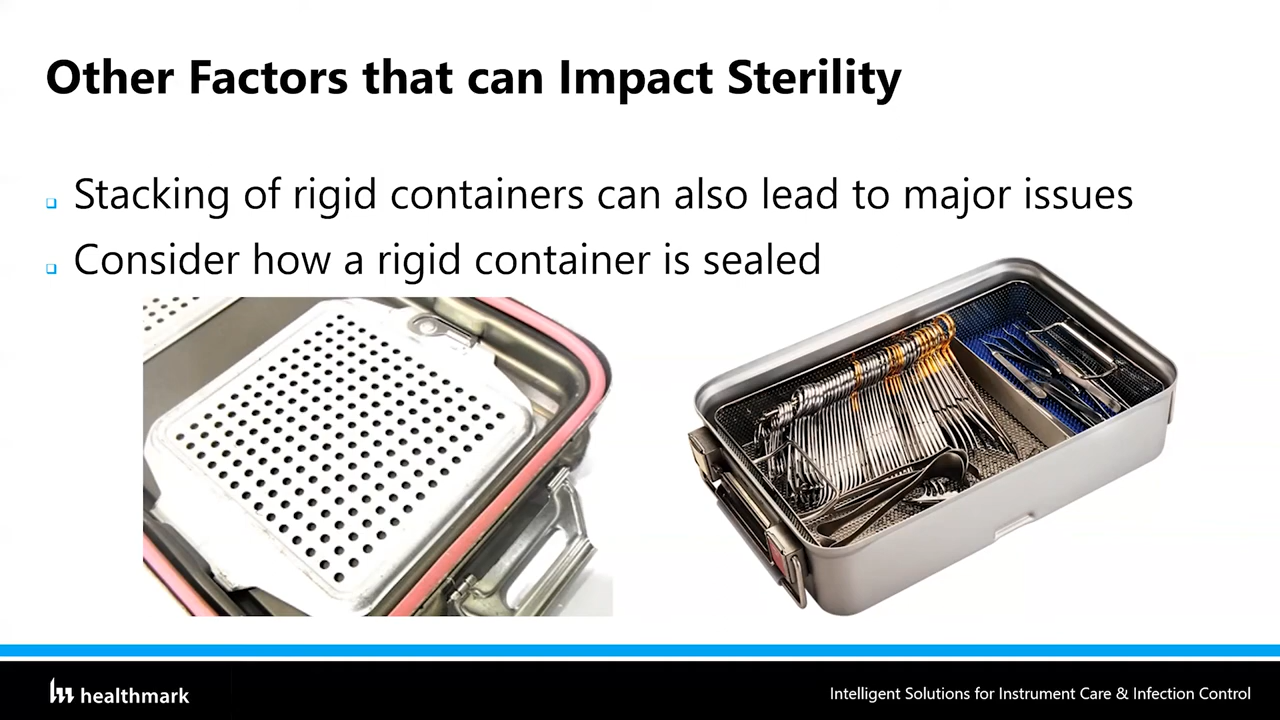 Other Factors that can Impact Sterility
Stacking of rigid containers can also lead to major issues
Consider how a rigid container is sealed
healthmark
Intelligent Solutions for Instrument Care & Infection Control